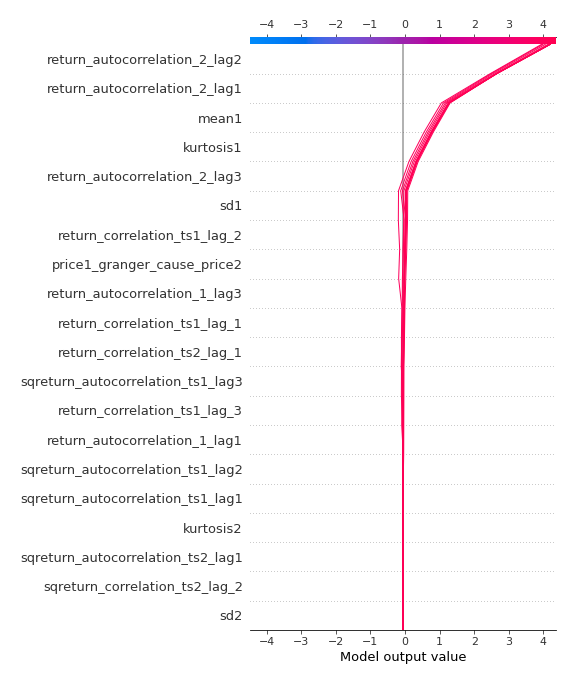 −4 −3 −2 −1 0 1 2 3 4
return_autocorrelation_2_lag2
return_autocorrelation_2_lag1
mean1
kurtosis1
return_autocorrelation_2_lag3
sd1
return_correlation_ts1_lag_2
price1_granger_cause_price2
return_autocorrelation_1_lag3
return_correlation_ts1_lag_1
return_correlation_ts2_lag_1
sqreturn_autocorrelation_ts1_lag3
return_correlation_ts1_lag_3
return_autocorrelation_1_lag1
sqreturn_autocorrelation_ts1_lag2
sqreturn_autocorrelation_ts1_lag1
kurtosis2
sqreturn_autocorrelation_ts2_lag1
sqreturn_correlation_ts2_lag_2
sd2
−4 −3 −2 −1 0 1 2 3 4
Model output value